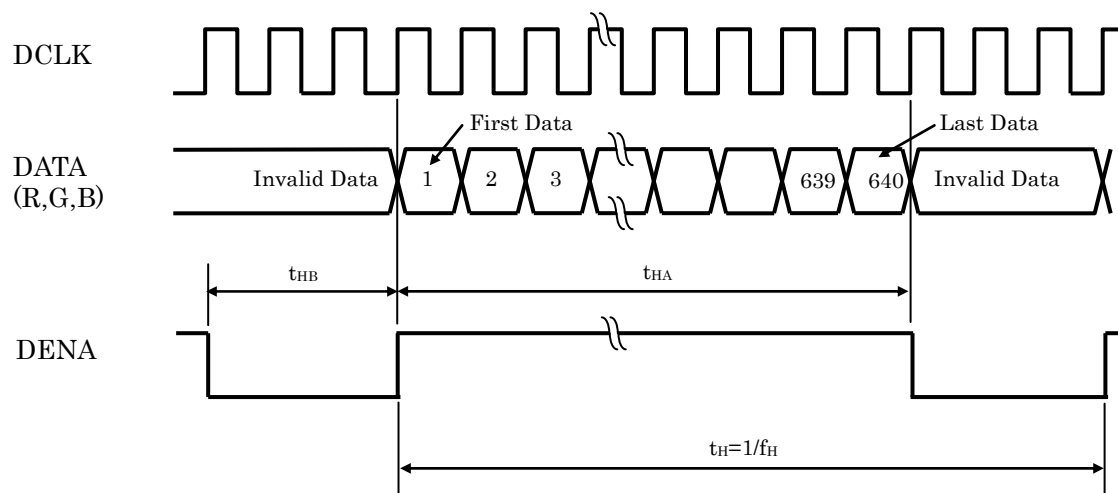 DCLK
First Data
Last Data
DATA
(R,G,B)
Invalid Data 1 2 3 639 640 Invalid Data
tHB
tHA
DENA
tH=1/fH